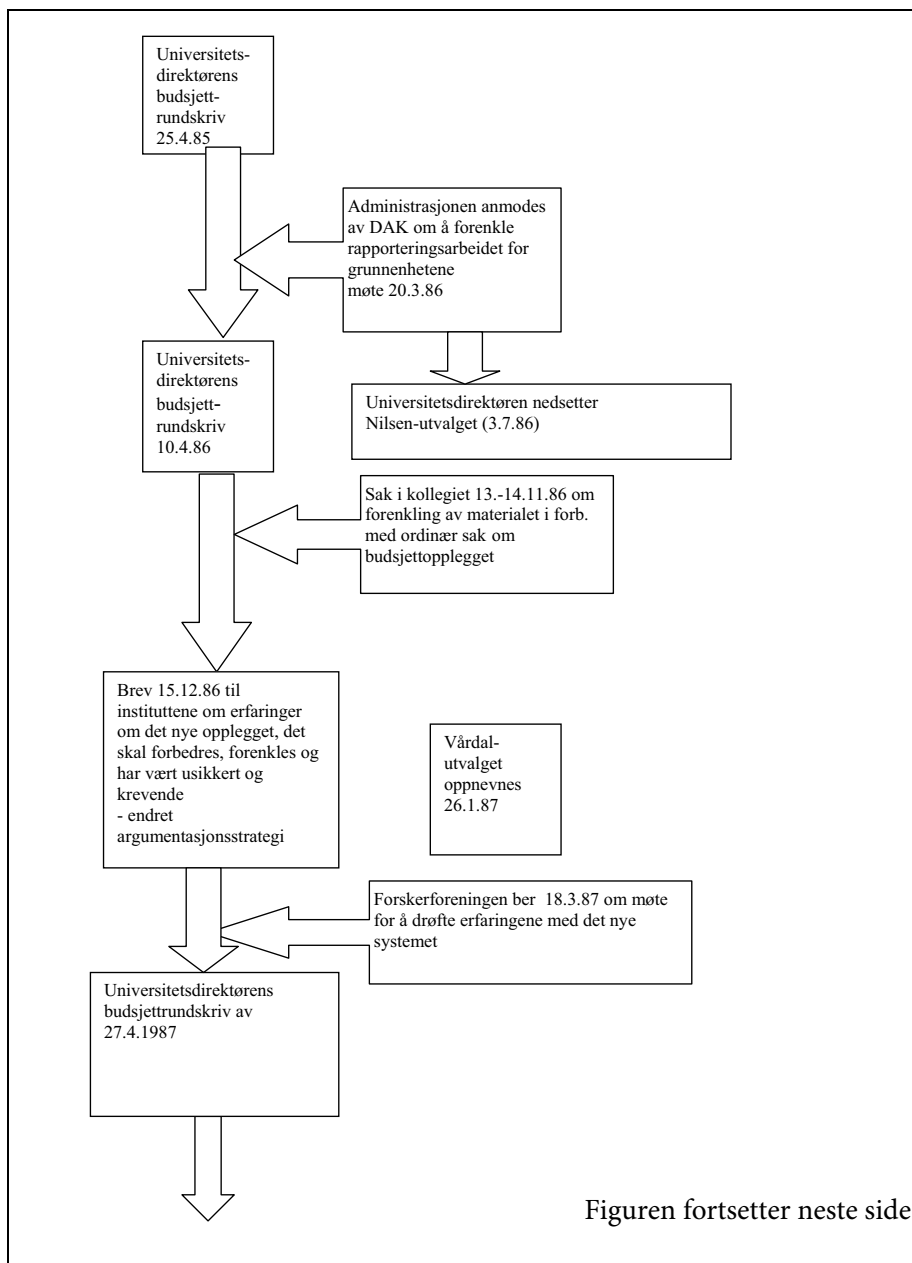 Universitets-
direktørens
budsjett-
rundskriv
25.4.85
Administrasjonen anmodes
av DAK om å forenkle
rapporteringsarbeidet for
grunnenhetene
møte 20.3.86
Universitets-
direktørens
budsjett-
rundskriv
10.4.86
Universitetsdirektøren nedsetter
Nilsen-utvalget (3.7.86)
Sak i kollegiet 13.-14.11.86 om
forenkling av materialet i forb.
med ordinær sak om
budsjettopplegget
Brev 15.12.86 til
instituttene om erfaringer
om det nye opplegget, det
skal forbedres, forenkles og
har vært usikkert og
krevende
- endret
argumentasjonsstrategi
Vårdal-
utvalget
oppnevnes
26.1.87
Forskerforeningen ber 18.3.87 om møte
for å drøfte erfaringene med det nye
systemet
Universitetsdirektørens
budsjettrundskriv av
27.4.1987
Figuren fortsetter neste side